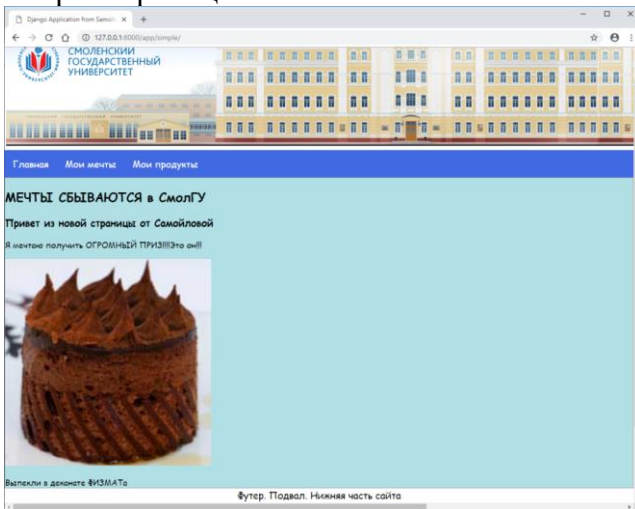 Django Application from Samoil
127.0.0.1:8000/app/simple/
СМОЛЕНСКИЙ
ГОСУДАРСТВЕННЫЙ
УНИВЕРСИТЕТ
Главная Мои мечты Мои продукты
МЕЧТЫ СБЫВАЮТСЯ в СмолГУ
Привет из новой страницы от Самойловой
Я мечтаю получить ОГРОМНЫЙ ПРИЗ!!!!Это он!!!
Выпекли в деканате ФИЗМАТа
Футер. Подвал. Нижняя часть сайта